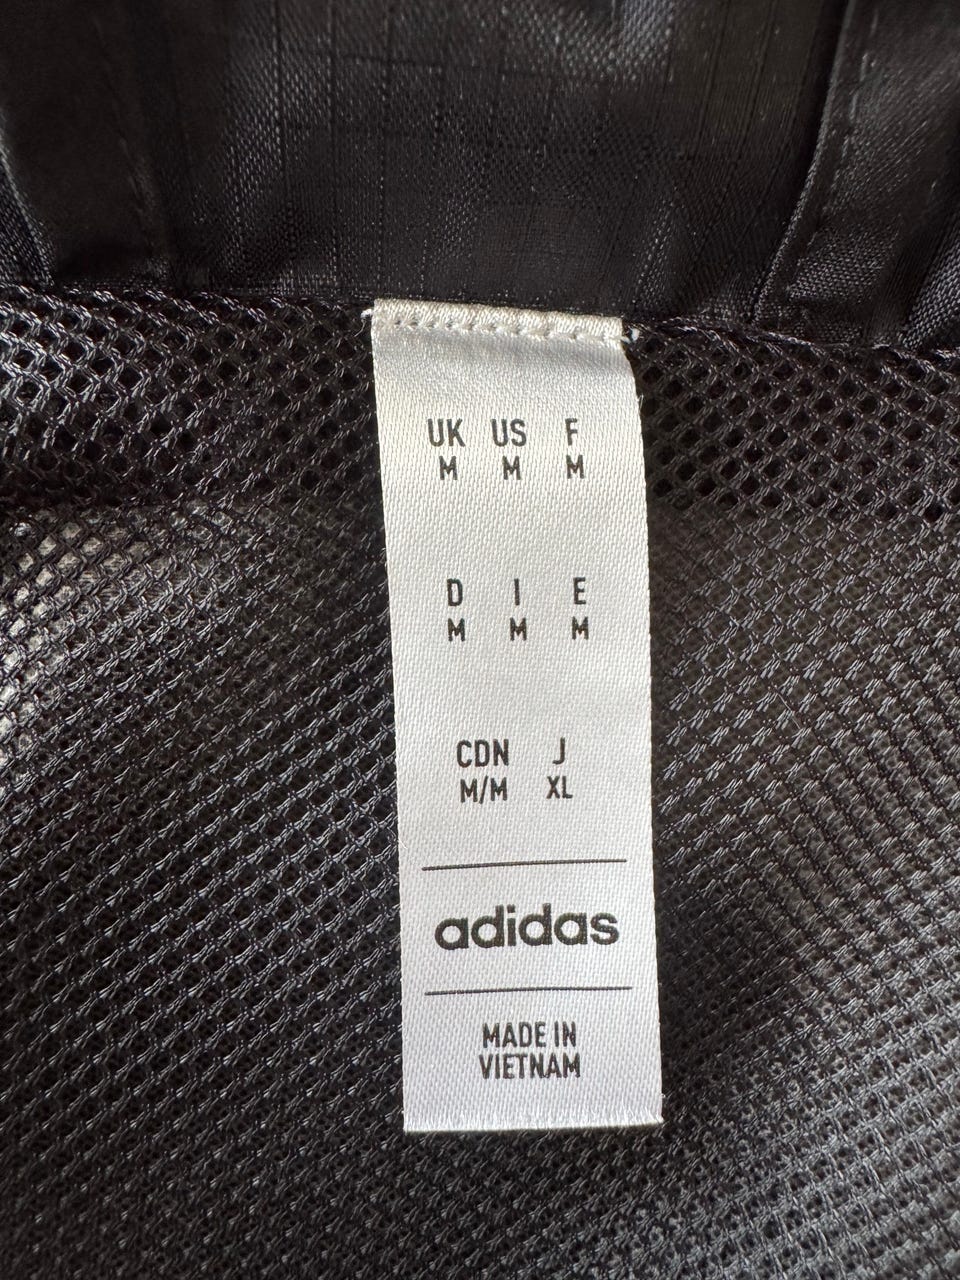 UK US F
M M M
D I E
M M M
CDN J
M/M XL
adidas
MADE IN
VIETNAM